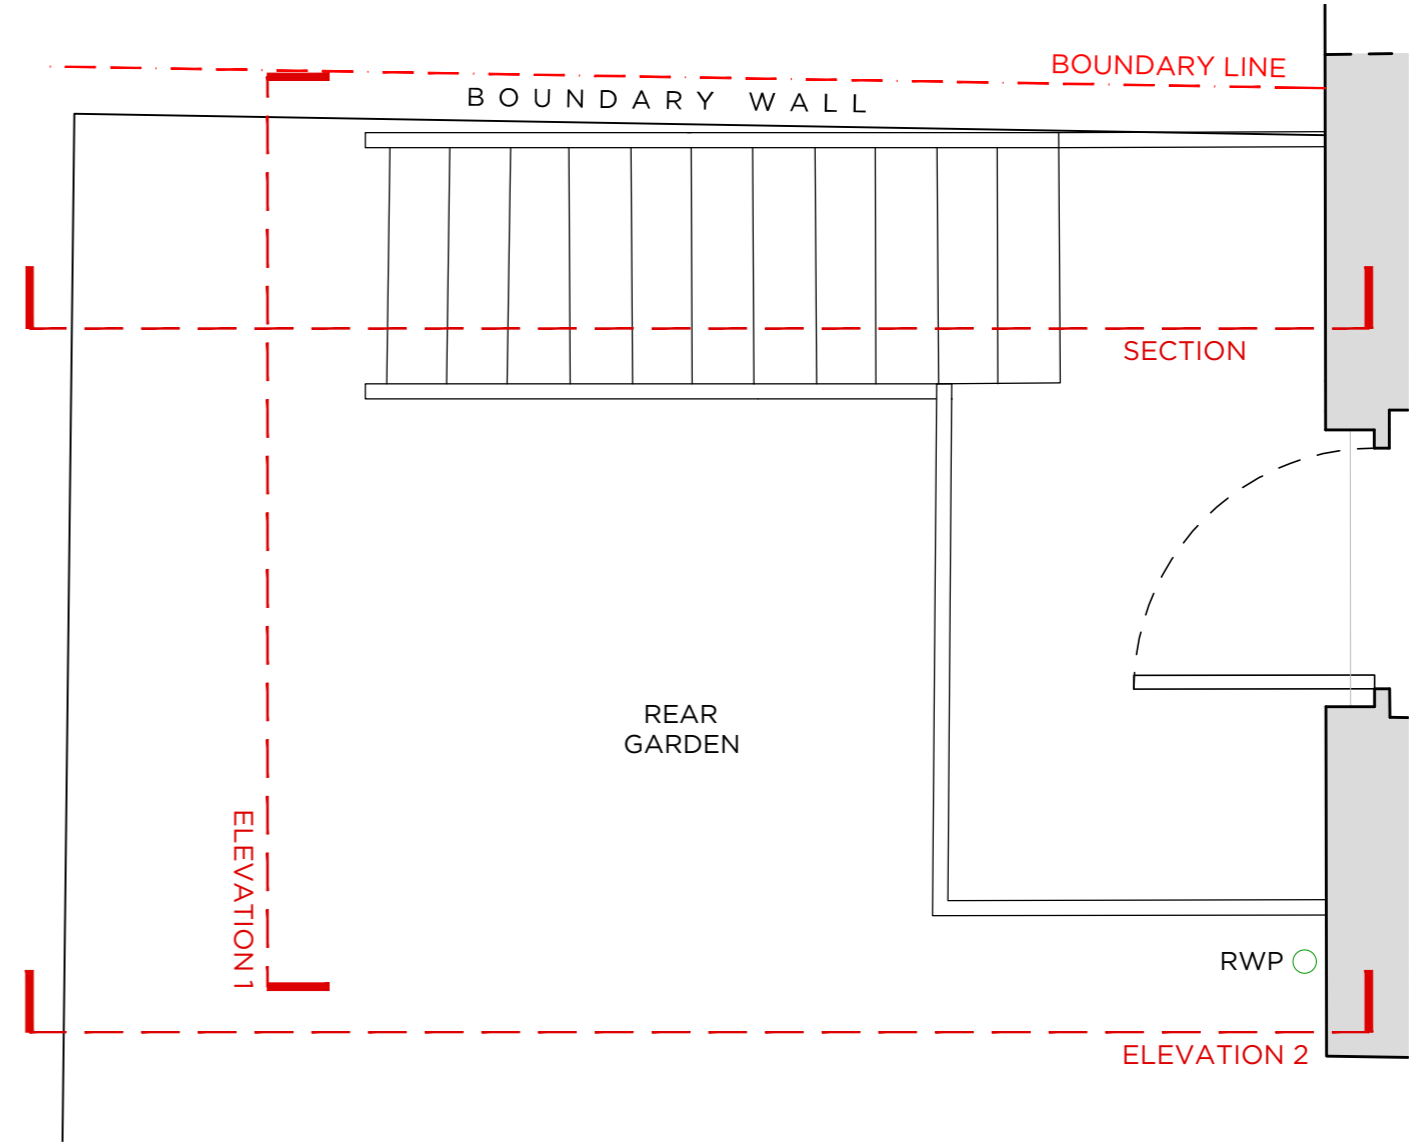 BOUNDARY LINE
BOUNDARY WALL
SECTION
REAR
GARDEN
ELEVATION 1
RWP
ELEVATION 2